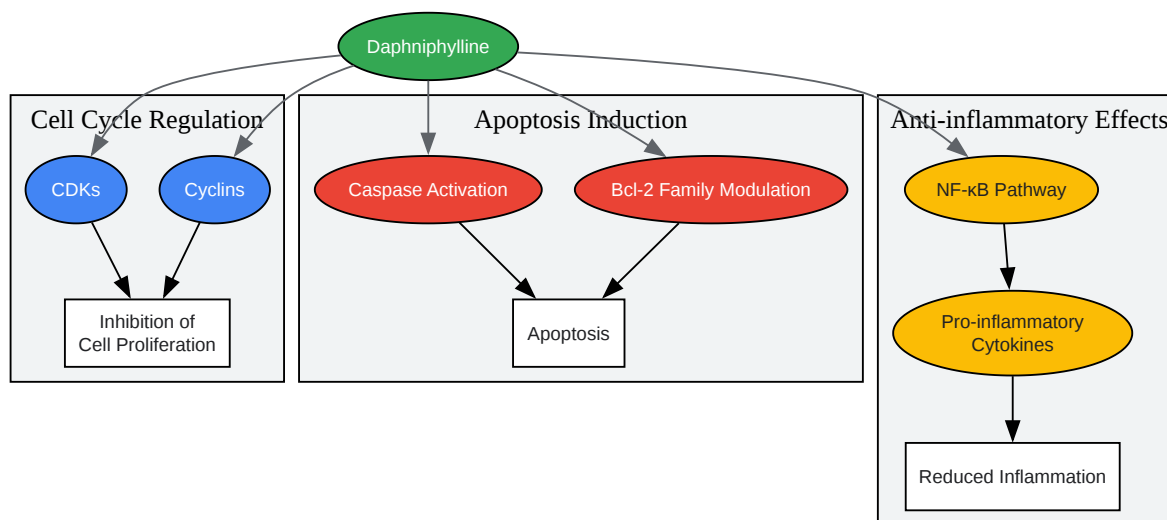 Daphniphylline
Cell Cycle Regulation
Apoptosis Induction
Anti-inflammatory Effects
CDKs
Cyclins
Caspase Activation
Bcl-2 Family Modulation
NF-κB Pathway
Inhibition of
Cell Proliferation
Apoptosis
Pro-inflammatory
Cytokines
Reduced Inflammation